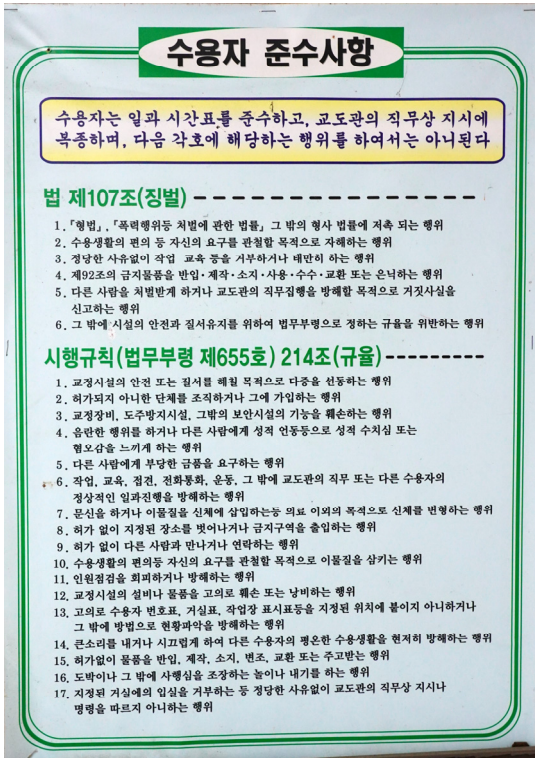 수용자 준수사항
수용자는 일과 시간표를 준수하고, 교도관의 직무상 지시에
복종하며, 다음 각호에 해당하는 행위를 하여서는 아니된다
법 제107조(징벌)
1. 「형법」, 「폭력행위등 처벌에 관한 법률」 그 밖의 형사 법률에 저촉 되는 행위
2. 수용생활의 편의 등 자신의 요구를 관철할 목적으로 자해하는 행위
3. 정당한 사유없이 작업 교육 등을 거부하거나 태만히 하는 행위
4. 제92조의 금지물품을 반입·제작·소지·사용·수수·교환 또는 은닉하는 행위
5. 다른 사람을 처벌받게 하거나 교도관의 직무집행을 방해할 목적으로 거짓사실을
신고하는 행위
6. 그 밖에 시설의 안전과 질서유지를 위하여 법무부령으로 정하는 규율을 위반하는 행위
시행규칙(법무부령 제655호) 214조(규율)
1. 교정시설의 안전 또는 질서를 해칠 목적으로 다중을 선동하는 행위
2. 허가되지 아니한 단체를 조직하거나 그에 가입하는 행위
3. 교정장비, 도주방지시설, 그밖의 보안시설의 기능을 훼손하는 행위
4. 음란한 행위를 하거나 다른 사람에게 성적 언동등으로 성적 수치심 또는
혐오감을 느끼게 하는 행위
5. 다른 사람에게 부당한 금품을 요구하는 행위
6. 작업, 교육, 접견, 전화통화, 운동, 그 밖에 교도관의 직무 또는 다른 수용자의
정상적인 일과진행을 방해하는 행위
7. 문신을 하거나 이물질을 신체에 삽입하는등 의료 이외의 목적으로 신체를 변형하는 행위
8. 허가 없이 지정된 장소를 벗어나거나 금지구역을 출입하는 행위
9. 허가 없이 다른 사람과 만나거나 연락하는 행위
10. 수용생활의 편의등 자신의 요구를 관철할 목적으로 이물질을 삼키는 행위
11. 인원점검을 회피하거나 방해하는 행위
12. 교정시설의 설비나 물품을 고의로 훼손 또는 낭비하는 행위
13. 고의로 수용자 번호표, 거실표, 작업장 표시표등을 지정된 위치에 붙이지 아니하거나
그 밖에 방법으로 현황파악을 방해하는 행위
14. 큰소리를 내거나 시끄럽게 하여 다른 수용자의 평온한 수용생활을 현저히 방해하는 행위
15. 허가없이 물품을 반입, 제작, 소지, 변조, 교환 또는 주고받는 행위
16. 도박이나 그 밖에 사행심을 조장하는 놀이나 내기를 하는 행위
17. 지정된 거실에의 입실을 거부하는 등 정당한 사유없이 교도관의 직무상 지시나
명령을 따르지 아니하는 행위